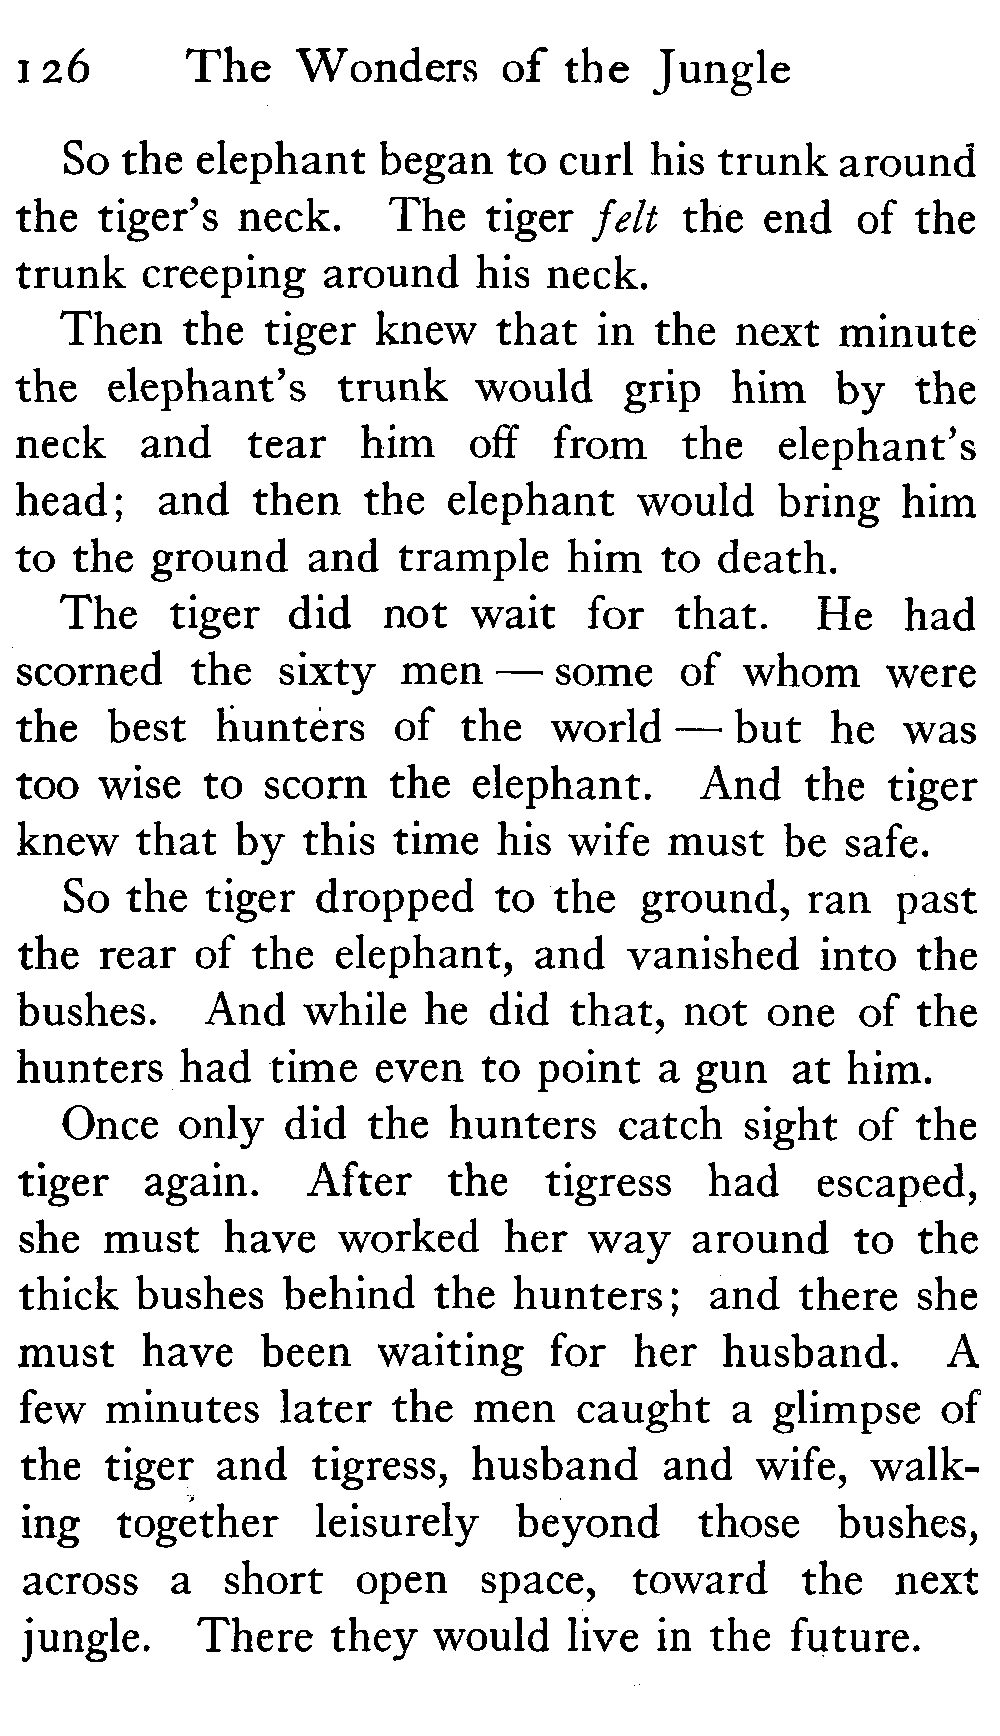 126 The Wonders of the Jungle
So the elephant began to curl his trunk around
the tiger's neck. The tiger felt the end of the
trunk creeping around his neck.
Then the tiger knew that in the next minute
the elephant's trunk would grip him by the
neck and tear him off from the elephant's
head; and then the elephant would bring him
to the ground and trample him to death.
The tiger did not wait for that. He had
scorned the sixty men — some of whom were
the best hunters of the world — but he was
too wise to scorn the elephant. And the tiger
knew that by this time his wife must be safe.
So the tiger dropped to the ground, ran past
the rear of the elephant, and vanished into the
bushes. And while he did that, not one of the
hunters had time even to point a gun at him.
Once only did the hunters catch sight of the
tiger again. After the tigress had escaped,
she must have worked her way around to the
thick bushes behind the hunters; and there she
must have been waiting for her husband. A
few minutes later the men caught a glimpse of
the tiger and tigress, husband and wife, walk-
ing together leisurely beyond those bushes,
across a short open space, toward the next
jungle. There they would live in the future.